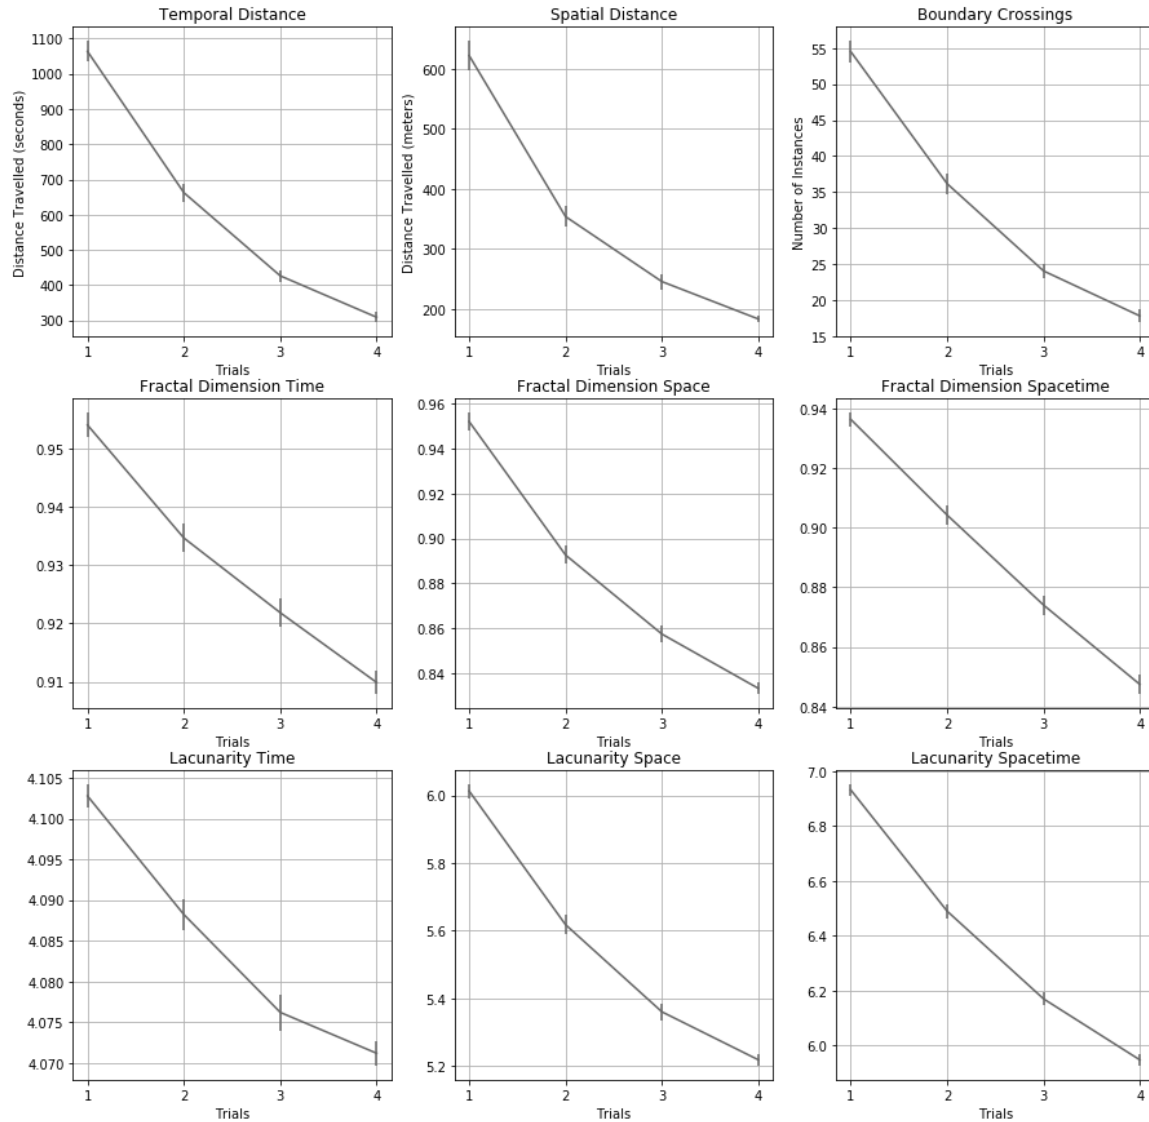 Temporal Distance
Distance Travelled (seconds)
1100
1000
900
800
700
600
500
400
300
1 2 3 4
Trials
Spatial Distance
Distance Travelled (meters)
600
500
400
300
200
1 2 3 4
Trials
Boundary Crossings
Number of Instances
55
50
45
40
35
30
25
20
15
1 2 3 4
Trials
Fractal Dimension Time
0.95
0.94
0.93
0.92
0.91
1 2 3 4
Trials
Fractal Dimension Space
0.96
0.94
0.92
0.90
0.88
0.86
0.84
1 2 3 4
Trials
Fractal Dimension Spacetime
0.94
0.92
0.90
0.88
0.86
0.84
1 2 3 4
Trials
Lacunarity Time
4.105
4.100
4.095
4.090
4.085
4.080
4.075
4.070
1 2 3 4
Trials
Lacunarity Space
6.0
5.8
5.6
5.4
5.2
1 2 3 4
Trials
Lacunarity Spacetime
7.0
6.8
6.6
6.4
6.2
6.0
1 2 3 4
Trials